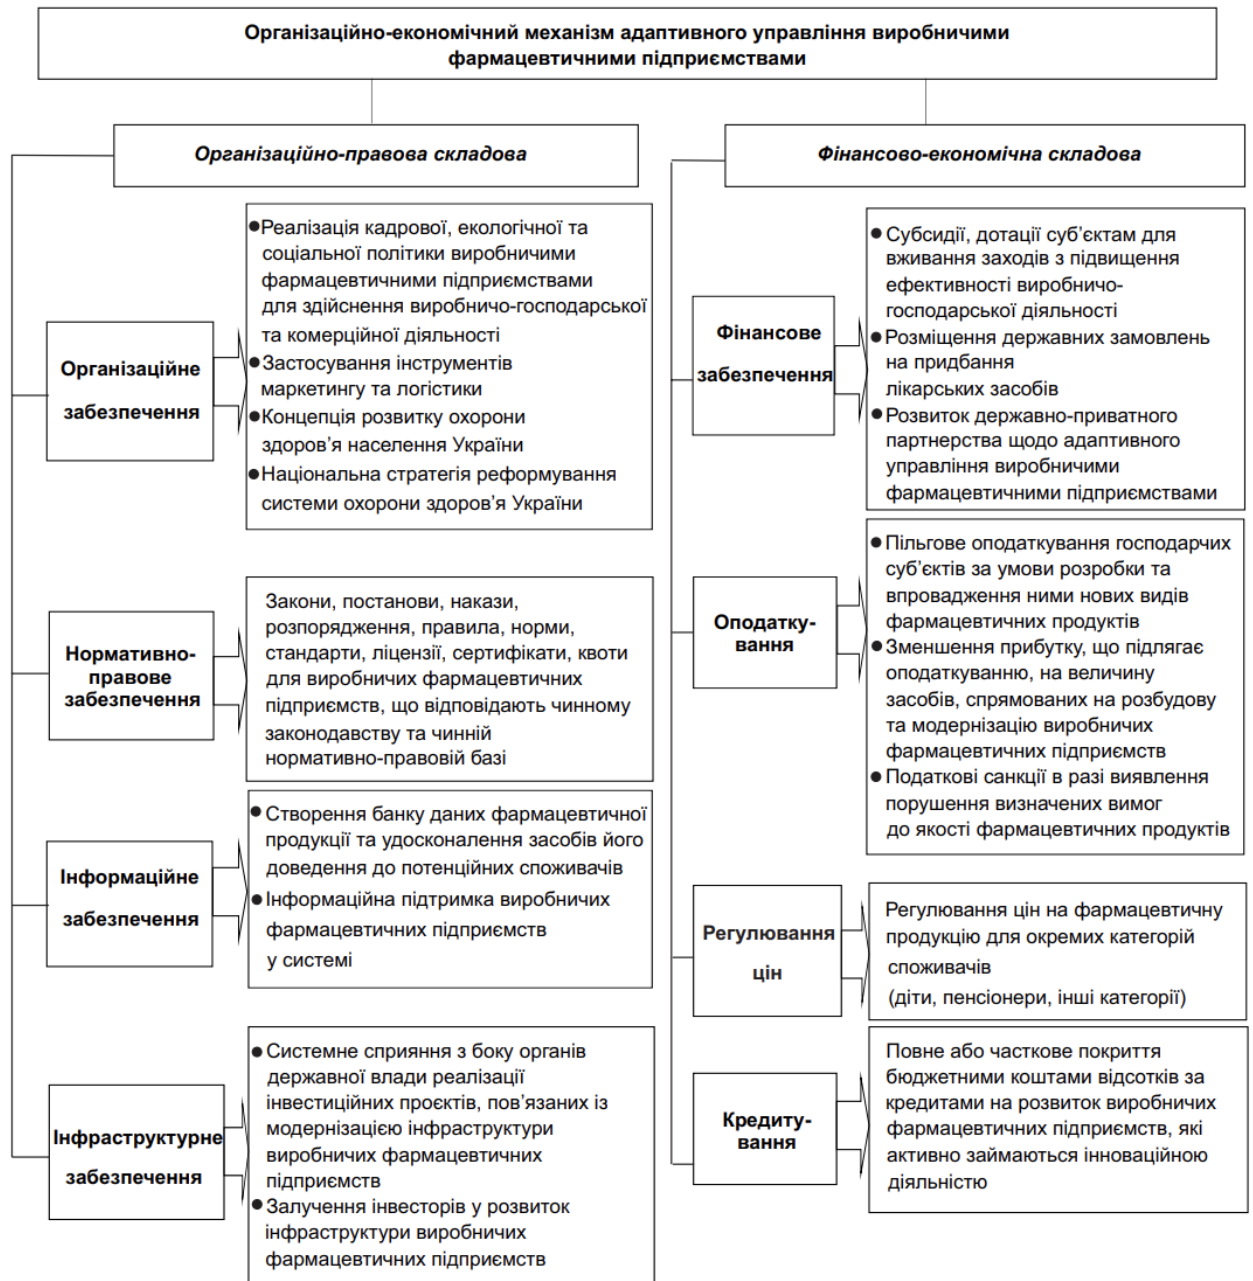 Організаційно-економічний механізм адаптивного управління виробничими
фармацевтичними підприємствами
Організаційно-правова складова
Організаційне
забезпечення
●Реалізація кадрової, екологічної та
соціальної політики виробничими
фармацевтичними підприємствами
для здійснення виробничо-господарської
та комерційної діяльності
●Застосування інструментів
маркетингу та логістики
●Концепція розвитку охорони
здоров’я населення України
●Національна стратегія реформування
системи охорони здоров’я України
Нормативно-
правове
забезпечення
Закони, постанови, накази,
розпорядження, правила, норми,
стандарти, ліцензії, сертифікати, квоти
для виробничих фармацевтичних
підприємств, що відповідають чинному
законодавству та чинній
нормативно-правовій базі
Інформаційне
забезпечення
● Створення банку даних фармацевтичної
продукції та удосконалення засобів його
доведення до потенційних споживачів
● Інформаційна підтримка виробничих
фармацевтичних підприємств
у системі
Інфраструктурне
забезпечення
● Системне сприяння з боку органів
державної влади реалізації
інвестиційних проєктів, пов’язаних із
модернізацією інфраструктури
виробничих фармацевтичних
підприємств
● Залучення інвесторів у розвиток
інфраструктури виробничих
фармацевтичних підприємств
Фінансово-економічна складова
Фінансове
забезпечення
● Субсидії, дотації суб’єктам для
вживання заходів з підвищення
ефективності виробничо-
господарської діяльності
● Розміщення державних замовлень
на придбання
лікарських засобів
● Розвиток державно-приватного
партнерства щодо адаптивного
управління виробничими
фармацевтичними підприємствами
Оподатку-
вання
● Пільгове оподаткування господарчих
суб’єктів за умови розробки та
впровадження ними нових видів
фармацевтичних продуктів
● Зменшення прибутку, що підлягає
оподаткуванню, на величину
засобів, спрямованих на розбудову
та модернізацію виробничих
фармацевтичних підприємств
● Податкові санкції в разі виявлення
порушення визначених вимог
до якості фармацевтичних продуктів
Регулювання
цін
Регулювання цін на фармацевтичну
продукцію для окремих категорій
споживачів
(діти, пенсіонери, інші категорії)
Кредиту-
вання
Повне або часткове покриття
бюджетними коштами відсотків за
кредитами на розвиток виробничих
фармацевтичних підприємств, які
активно займаються інноваційною
діяльністю